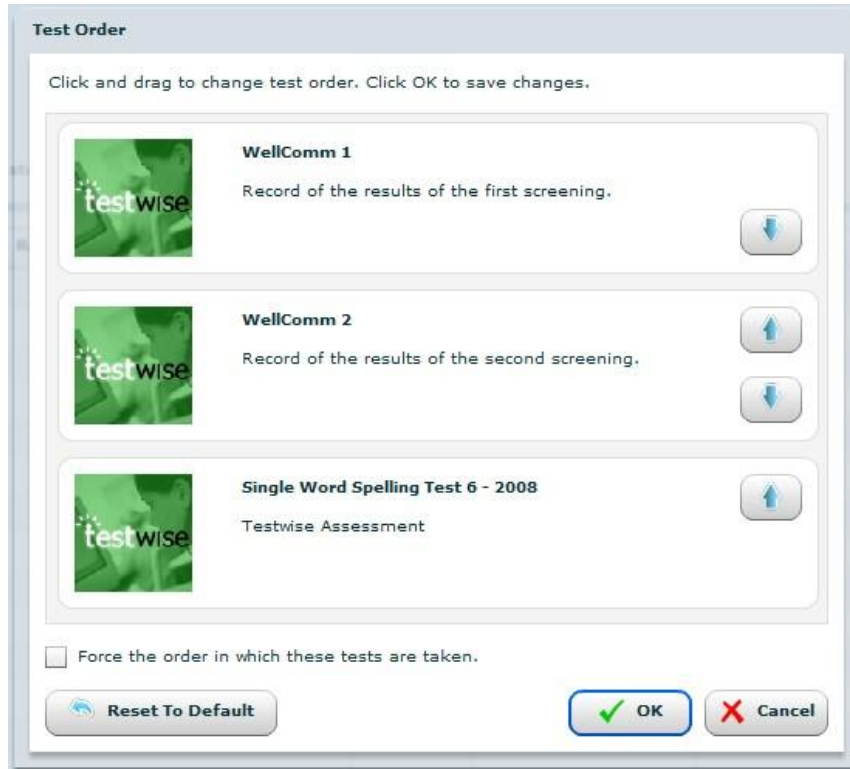 Test Order
Click and drag to change test order. Click OK to save changes.
testwise
WellComm 1
Record of the results of the first screening.
testwise
WellComm 2
Record of the results of the second screening.
testwise
Single Word Spelling Test 6 - 2008
Testwise Assessment
Force the order in which these tests are taken.
Reset To Default
OK
Cancel